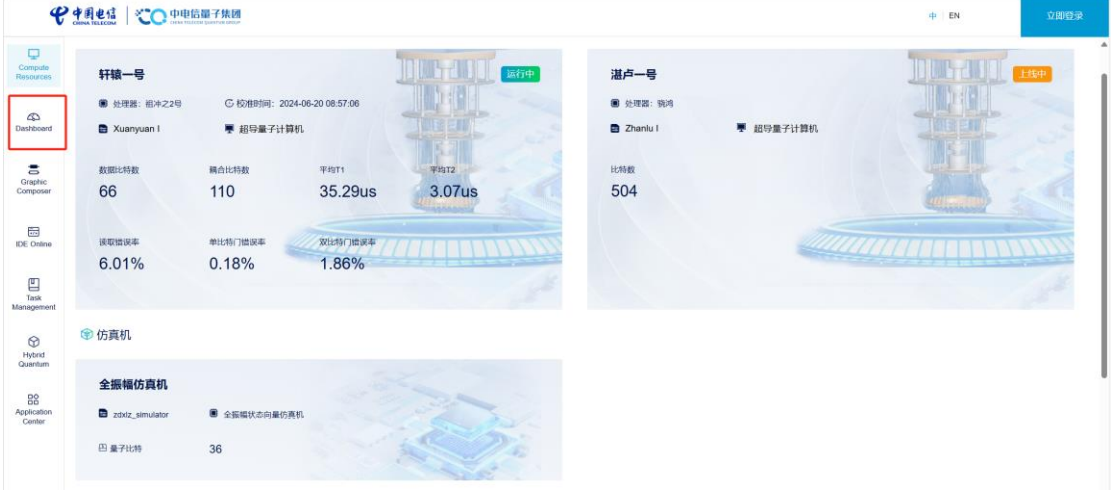 中国电信
CHINA TELECOM
中电信量子集团
CHINA TELECOM QUANTUM GROUP
中 | EN
立即登录
Compute
Resources
Dashboard
Graphic
Composer
IDE Online
Task
Management
Hybrid
Quantum
Application
Center
轩辕一号
运行中
处理器：祖冲之2号
校准时间：2024-06-20 08:57:06
Xuanyuan I
超导量子计算机
数据比特数
耦合比特数
平均T1
平均T2
66
110
35.29us
3.07us
读取错误率
单比特门错误率
双比特门错误率
6.01%
0.18%
1.86%
湛卢一号
上线中
处理器：骁鸿
Zhanlu I
超导量子计算机
比特数
504
仿真机
全振幅仿真机
zdxlz_simulator
全振幅状态向量仿真机
量子比特
36